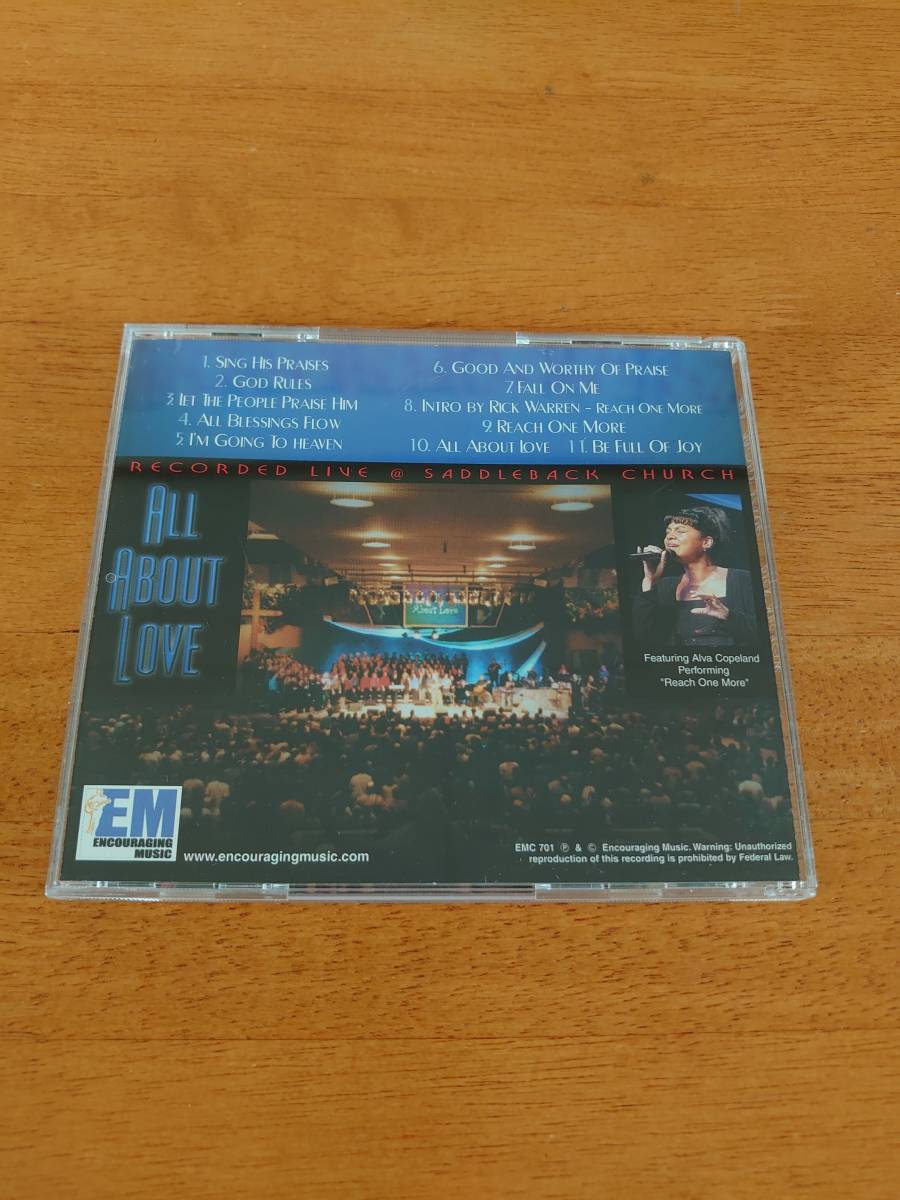 1. Sing His Praises
2. God Rules
3. Let The People Praise Him
4. All Blessings Flow
5. I'm Going To heaven
6. Good And Worthy Of Praise
7. Fall On Me
8. Intro by Rick Warren - Reach One More
9. Reach One More
10. All About Love 11. Be Full Of Joy
RECORDED LIVE @ SADDLEBACK CHURCH
All
About
Love
About Love
Featuring Alva Copeland
Performing
"Reach One More"
EM
ENCOURAGING
MUSIC
www.encouragingmusic.com
EMC 701 ℗ & © Encouraging Music. Warning: Unauthorized
reproduction of this recording is prohibited by Federal Law.